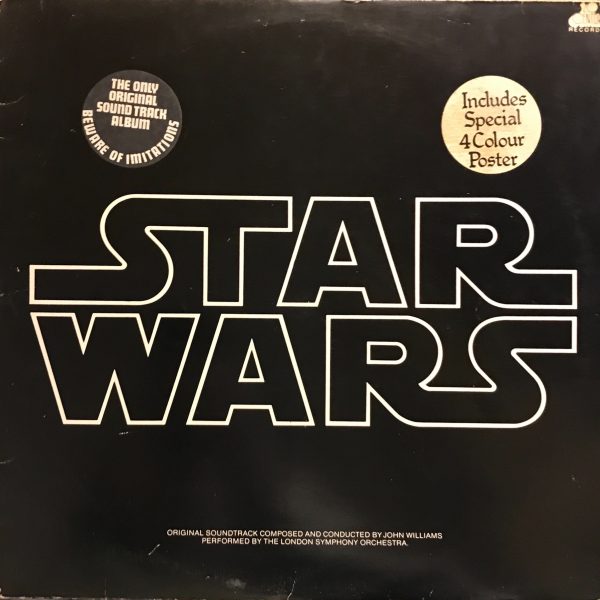 RECORDS
THE ONLY
ORIGINAL
SOUND TRACK
ALBUM
BEWARE OF IMITATIONS
Includes
Special
4 Colour
Poster
STAR
WARS
ORIGINAL SOUNDTRACK COMPOSED AND CONDUCTED BY JOHN WILLIAMS
PERFORMED BY THE LONDON SYMPHONY ORCHESTRA.